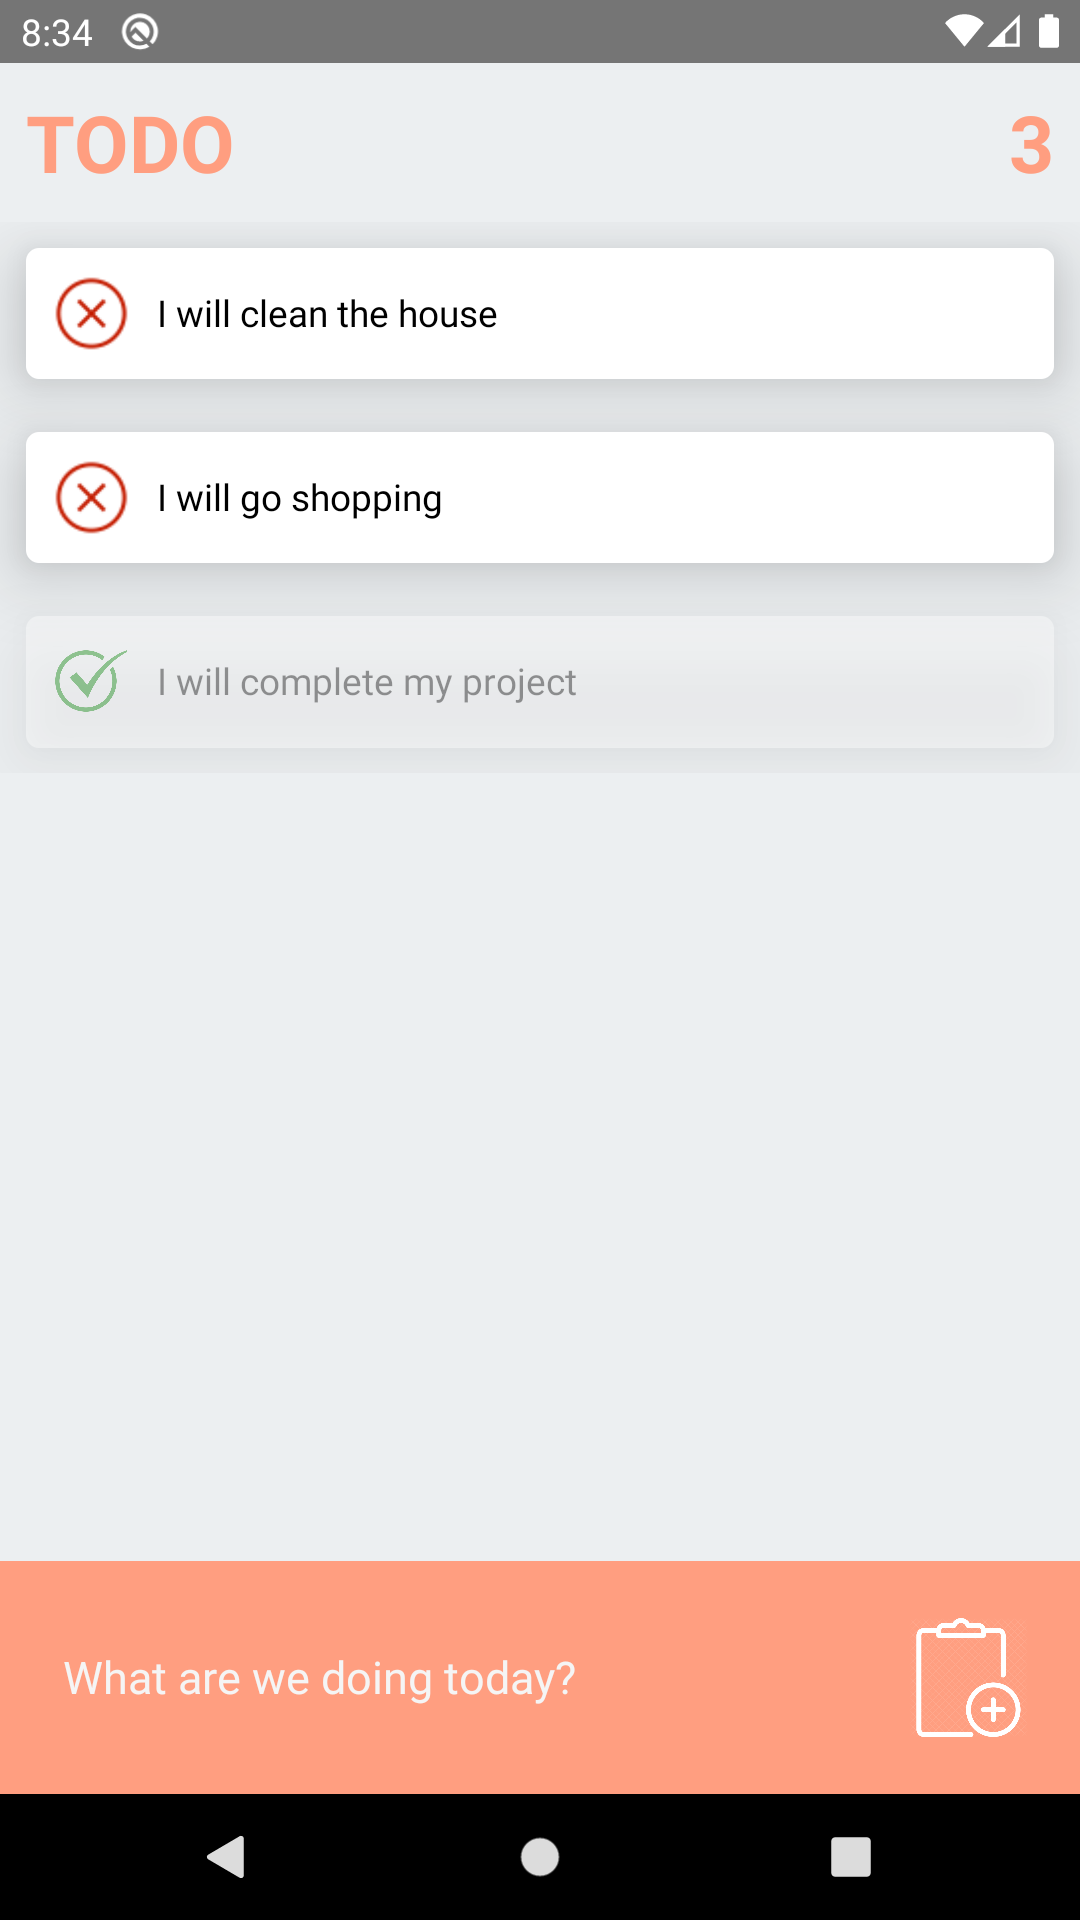 8:34
TODO 3
I will clean the house
I will go shopping
I will complete my project
What are we doing today?